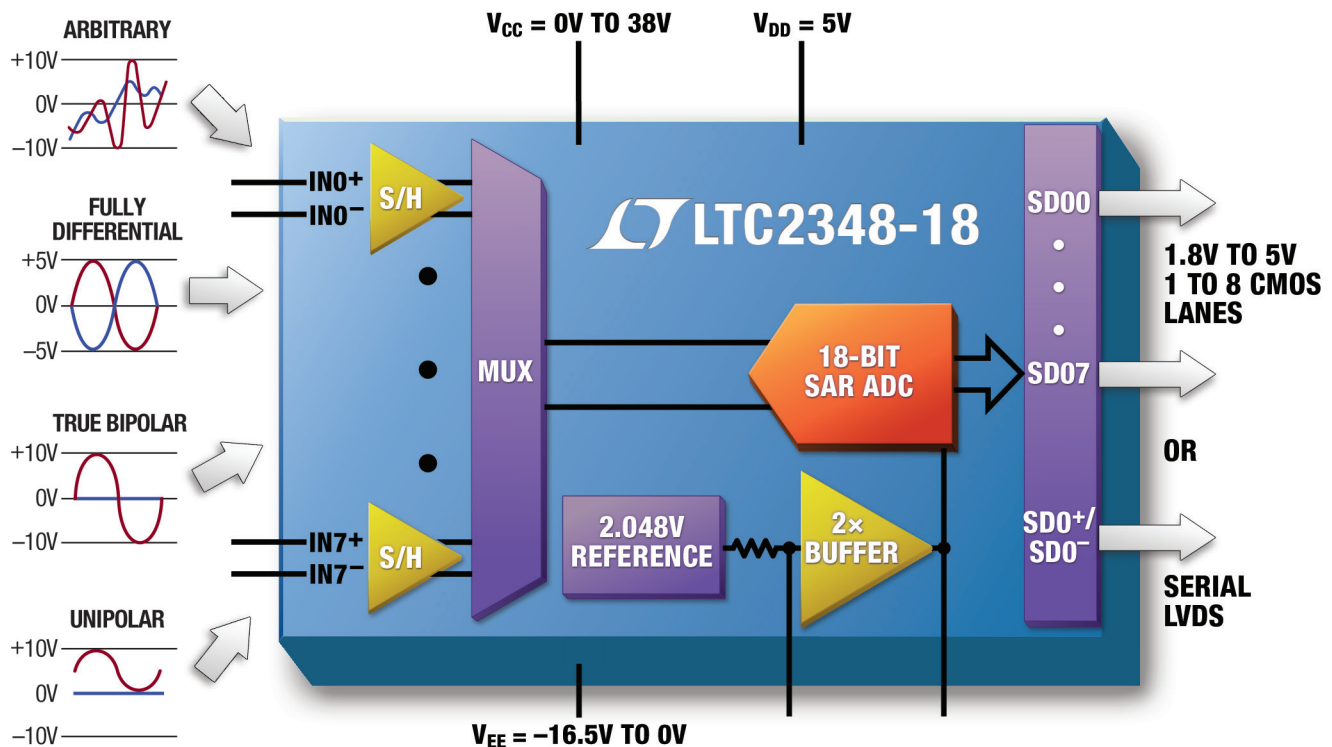 ARBITRARY
+10V
0V
–10V
FULLY
DIFFERENTIAL
+5V
0V
–5V
TRUE BIPOLAR
+10V
0V
–10V
UNIPOLAR
+10V
0V
–10V
VCC = 0V TO 38V
VDD = 5V
IN0+
IN0–
S/H
MUX
LTC2348-18
18-BIT
SAR ADC
IN7+
IN7–
S/H
2.048V
REFERENCE
2×
BUFFER
SD00
SD07
SD0+/
SD0–
1.8V TO 5V
1 TO 8 CMOS
LANES
OR
SERIAL
LVDS
VEE = –16.5V TO 0V